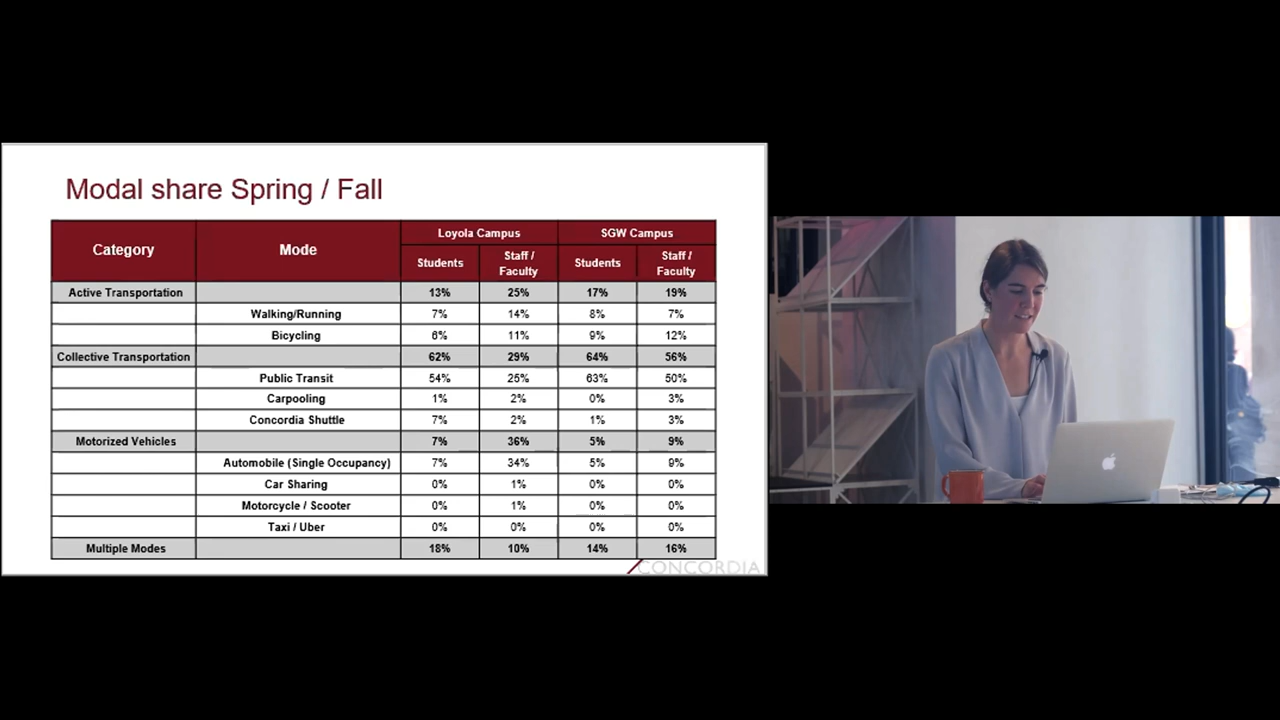 Modal share Spring / Fall
Category Mode Loyola Campus SGW Campus
Students Staff / Faculty Students Staff / Faculty
Active Transportation 13% 25% 17% 19%
Walking/Running 7% 14% 8% 7%
Bicycling 6% 11% 9% 12%
Collective Transportation 62% 29% 64% 56%
Public Transit 54% 25% 63% 50%
Carpooling 1% 2% 0% 3%
Concordia Shuttle 7% 2% 1% 3%
Motorized Vehicles 7% 36% 5% 9%
Automobile (Single Occupancy) 7% 34% 5% 9%
Car Sharing 0% 1% 0% 0%
Motorcycle / Scooter 0% 1% 0% 0%
Taxi / Uber 0% 0% 0% 0%
Multiple Modes 18% 10% 14% 16%
CONCORDIA